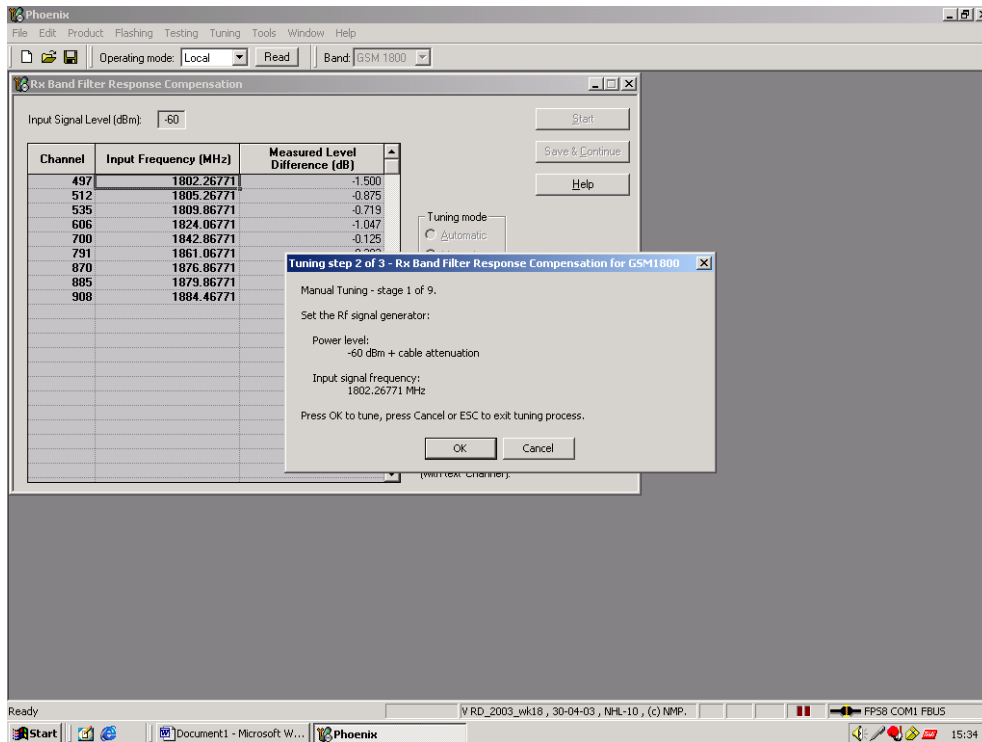 Phoenix
File Edit Product Flashing Testing Tuning Tools Window Help
Operating mode: Local Read Band: GSM 1800
Rx Band Filter Response Compensation
Input Signal Level (dBm): -60
Start
Save & Continue
Help
Channel Input Frequency (MHz) Measured Level Difference (dB)
497 1802.26771 -1.500
512 1805.26771 -0.875
535 1809.86771 -0.719
606 1824.06771 -1.047
700 1842.86771 -0.125
791 1861.06771
870 1876.86771
885 1879.86771
908 1884.46771
Tuning mode
Automatic
Tuning step 2 of 3 - Rx Band Filter Response Compensation for GSM1800
Manual Tuning - stage 1 of 9.
Set the Rf signal generator:
Power level:
-60 dBm + cable attenuation
Input signal frequency:
1802.26771 MHz
Press OK to tune, press Cancel or ESC to exit tuning process.
OK Cancel
Ready
V RD_2003_wk18 , 30-04-03 , NHL-10 , (c) NMP.
FPS8 COM1 FBUS
Start
Document1 - Microsoft W...
Phoenix
15:34